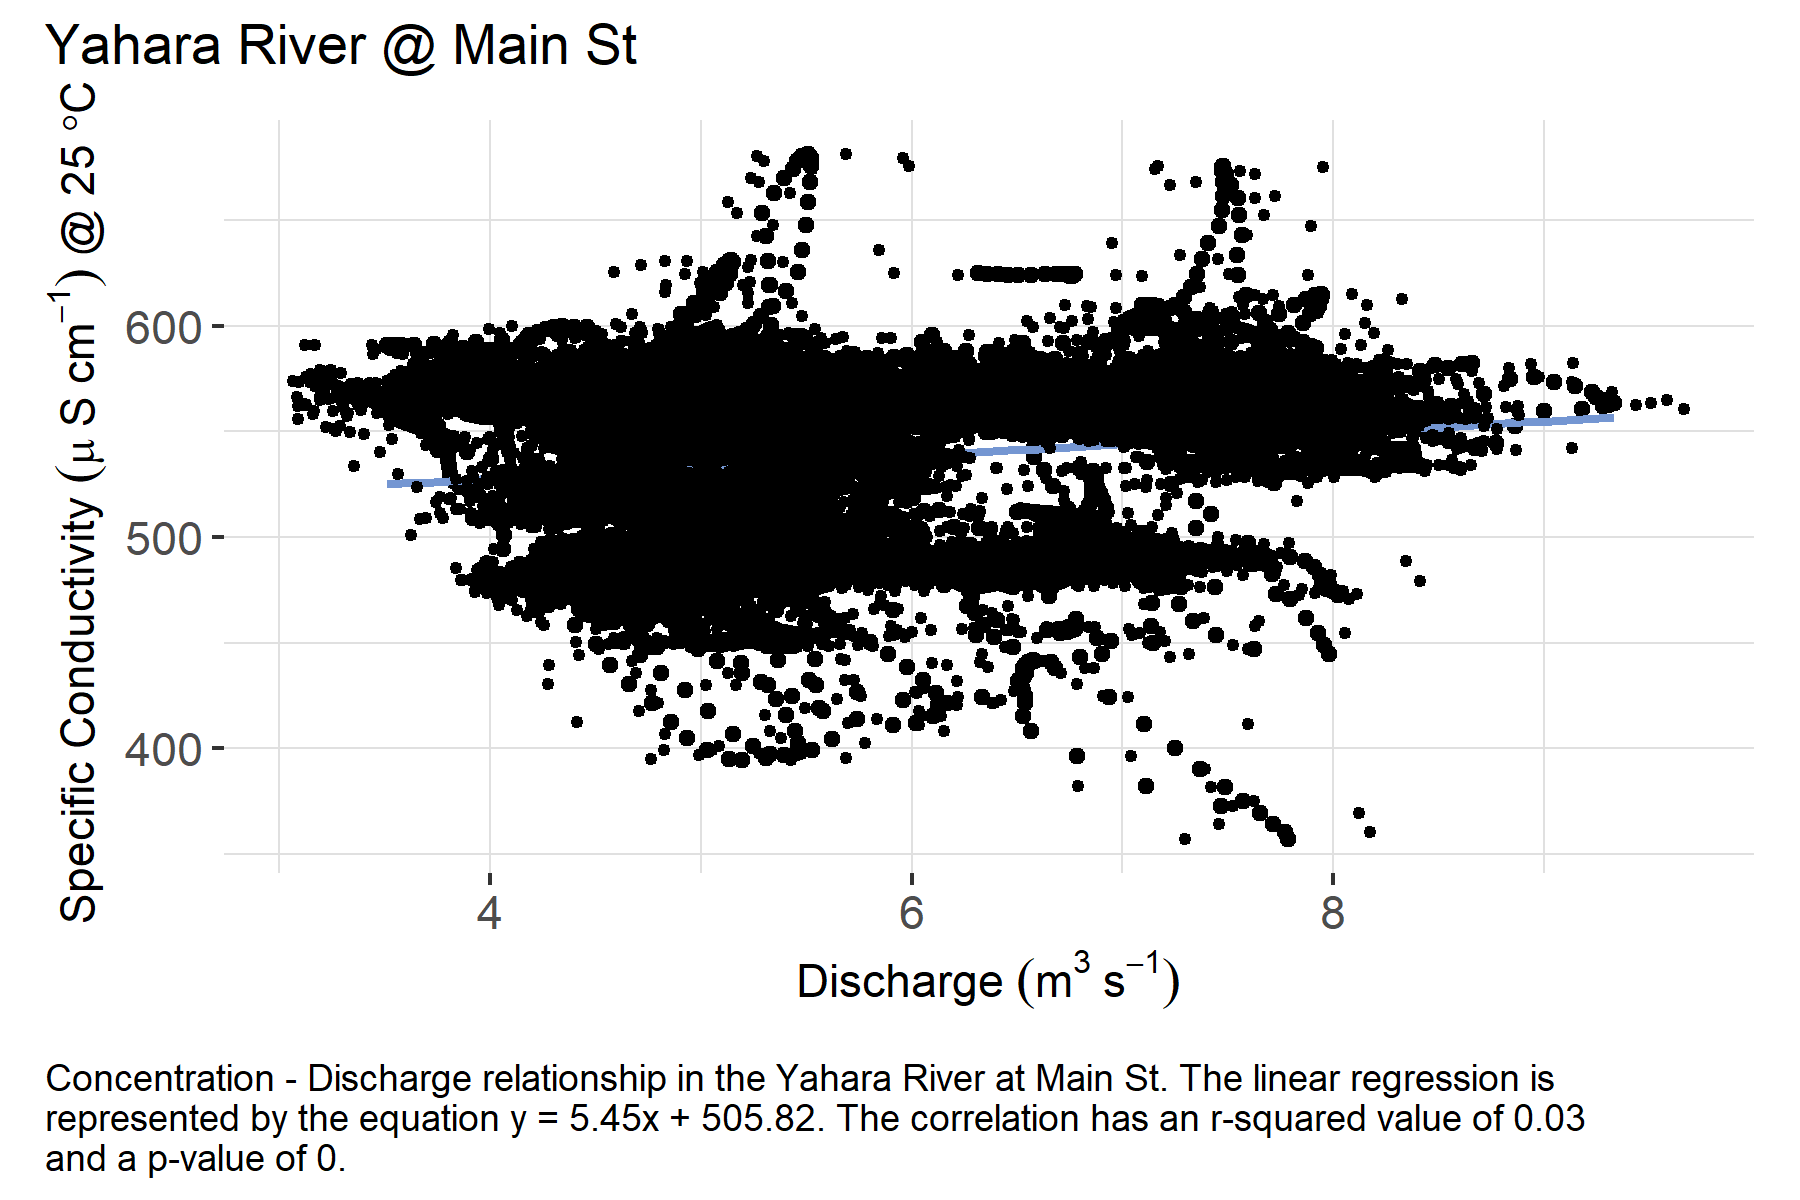 Yahara River @ Main St
Specific Conductivity (μ S cm⁻¹) @ 25 °C
600
500
400
4 6 8
Discharge (m³ s⁻¹)
Concentration - Discharge relationship in the Yahara River at Main St. The linear regression is
represented by the equation y = 5.45x + 505.82. The correlation has an r-squared value of 0.03
and a p-value of 0.